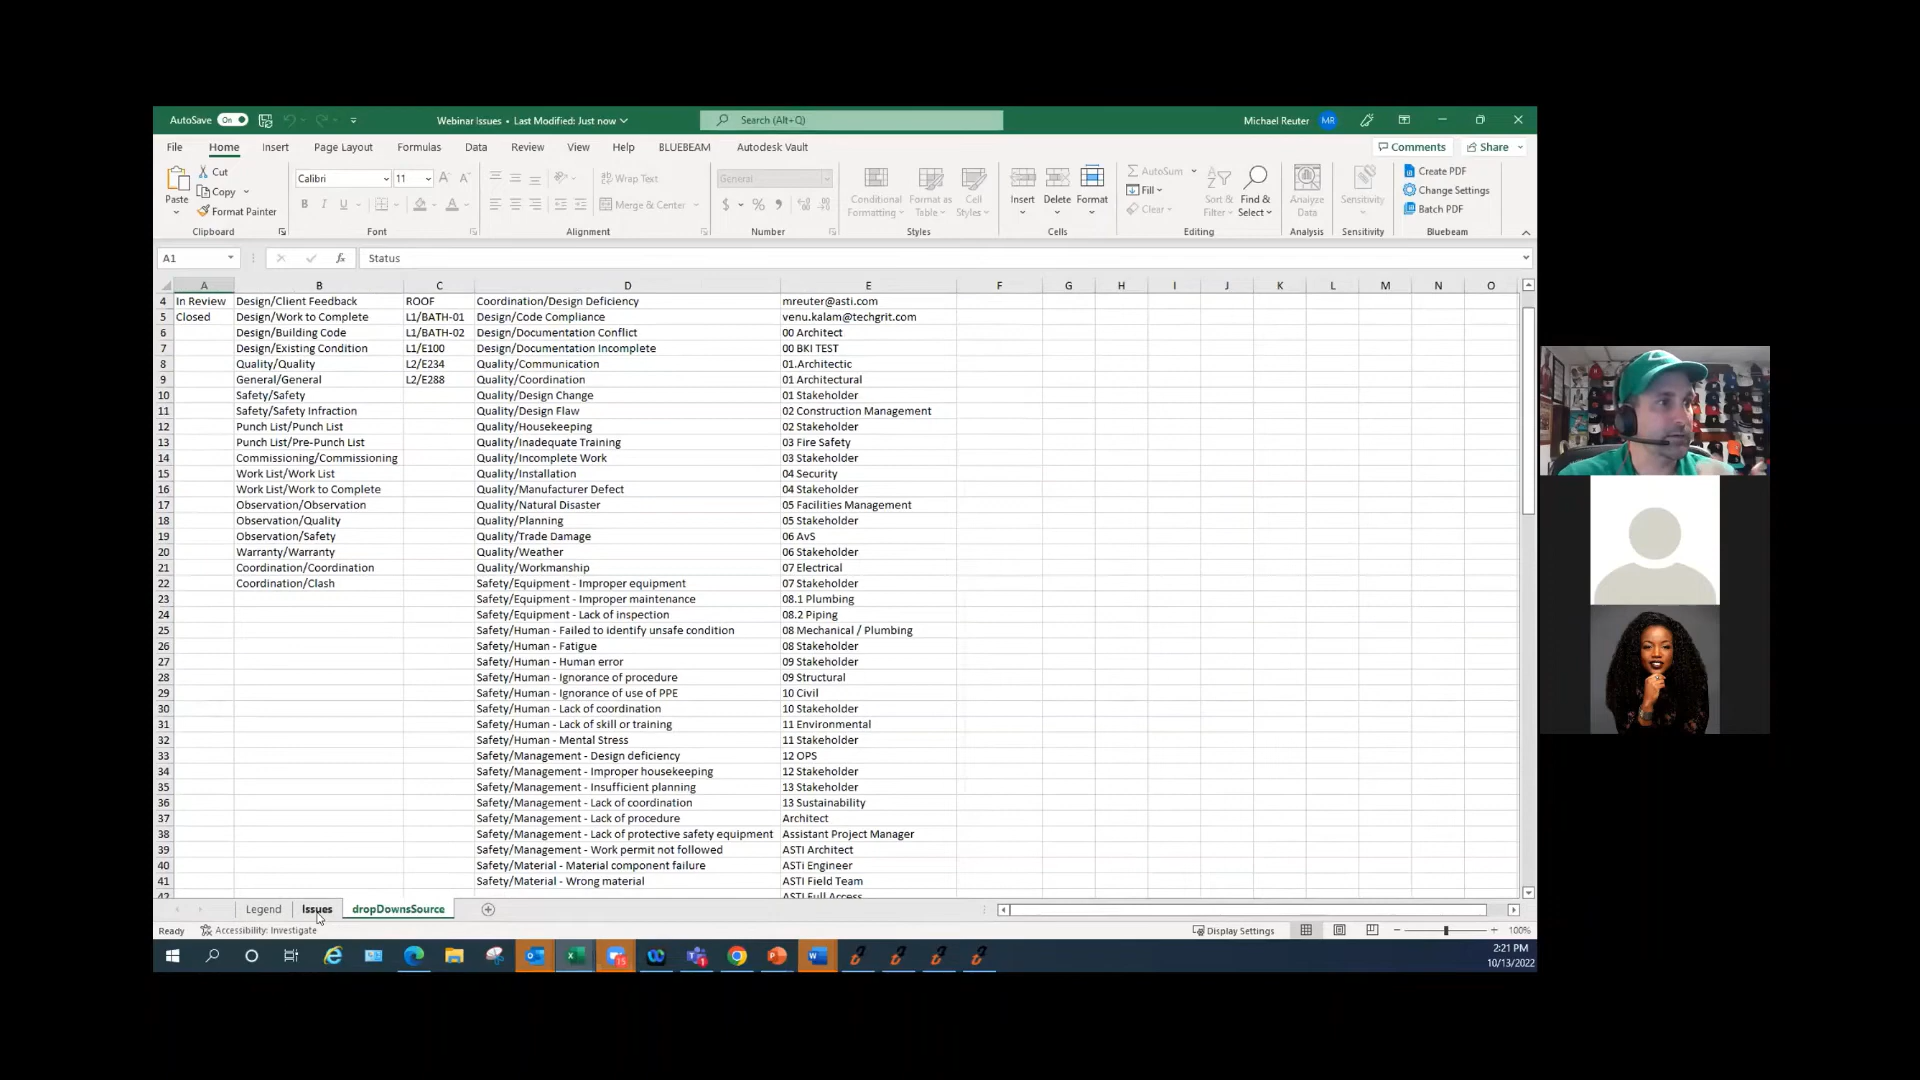 AutoSave On Webinar Issues • Last Modified: Just now Search (Alt+Q) Michael Reuter MR
File Home Insert Page Layout Formulas Data Review View Help BLUEBEAM Autodesk Vault Comments Share
Paste Cut Copy Format Painter
Calibri 11
B I U
Wrap Text
Merge & Center
General
$ % 9
Conditional Formatting Format as Table Cell Styles
Insert Delete Format
AutoSum Fill Clear Sort & Filter Find & Select
Analyze Data Sensitivity
Create PDF
Change Settings
Batch PDF
Clipboard Font Alignment Number Styles Cells Editing Analysis Sensitivity Bluebeam
A1 fx Status
A B C D E F G H I J K L M N O
4 In Review Design/Client Feedback ROOF Coordination/Design Deficiency mreuter@asti.com
5 Closed Design/Work to Complete L1/BATH-01 Design/Code Compliance venu.kalam@techgrit.com
6 Design/Building Code L1/BATH-02 Design/Documentation Conflict 00 Architect
7 Design/Existing Condition L1/E100 Design/Documentation Incomplete 00 BKI TEST
8 Quality/Quality L2/E234 Quality/Communication 01.Architectic
9 General/General L2/E288 Quality/Coordination 01 Architectural
10 Safety/Safety Quality/Design Change 01 Stakeholder
11 Safety/Safety Infraction Quality/Design Flaw 02 Construction Management
12 Punch List/Punch List Quality/Housekeeping 02 Stakeholder
13 Punch List/Pre-Punch List Quality/Inadequate Training 03 Fire Safety
14 Commissioning/Commissioning Quality/Incomplete Work 03 Stakeholder
15 Work List/Work List Quality/Installation 04 Security
16 Work List/Work to Complete Quality/Manufacturer Defect 04 Stakeholder
17 Observation/Observation Quality/Natural Disaster 05 Facilities Management
18 Observation/Quality Quality/Planning 05 Stakeholder
19 Observation/Safety Quality/Trade Damage 06 AvS
20 Warranty/Warranty Quality/Weather 06 Stakeholder
21 Coordination/Coordination Quality/Workmanship 07 Electrical
22 Coordination/Clash Safety/Equipment - Improper equipment 07 Stakeholder
23 Safety/Equipment - Improper maintenance 08.1 Plumbing
24 Safety/Equipment - Lack of inspection 08.2 Piping
25 Safety/Human - Failed to identify unsafe condition 08 Mechanical / Plumbing
26 Safety/Human - Fatigue 08 Stakeholder
27 Safety/Human - Human error 09 Stakeholder
28 Safety/Human - Ignorance of procedure 09 Structural
29 Safety/Human - Ignorance of use of PPE 10 Civil
30 Safety/Human - Lack of coordination 10 Stakeholder
31 Safety/Human - Lack of skill or training 11 Environmental
32 Safety/Human - Mental Stress 11 Stakeholder
33 Safety/Management - Design deficiency 12 OPS
34 Safety/Management - Improper housekeeping 12 Stakeholder
35 Safety/Management - Insufficient planning 13 Stakeholder
36 Safety/Management - Lack of coordination 13 Sustainability
37 Safety/Management - Lack of procedure Architect
38 Safety/Management - Lack of protective safety equipment Assistant Project Manager
39 Safety/Management - Work permit not followed ASTI Architect
40 Safety/Material - Material component failure ASTi Engineer
41 Safety/Material - Wrong material ASTI Field Team
42 ASTI Full Access
Legend Issues dropDownsSource
Ready Accessibility: Investigate Display Settings 100%
2:21 PM
10/13/2022